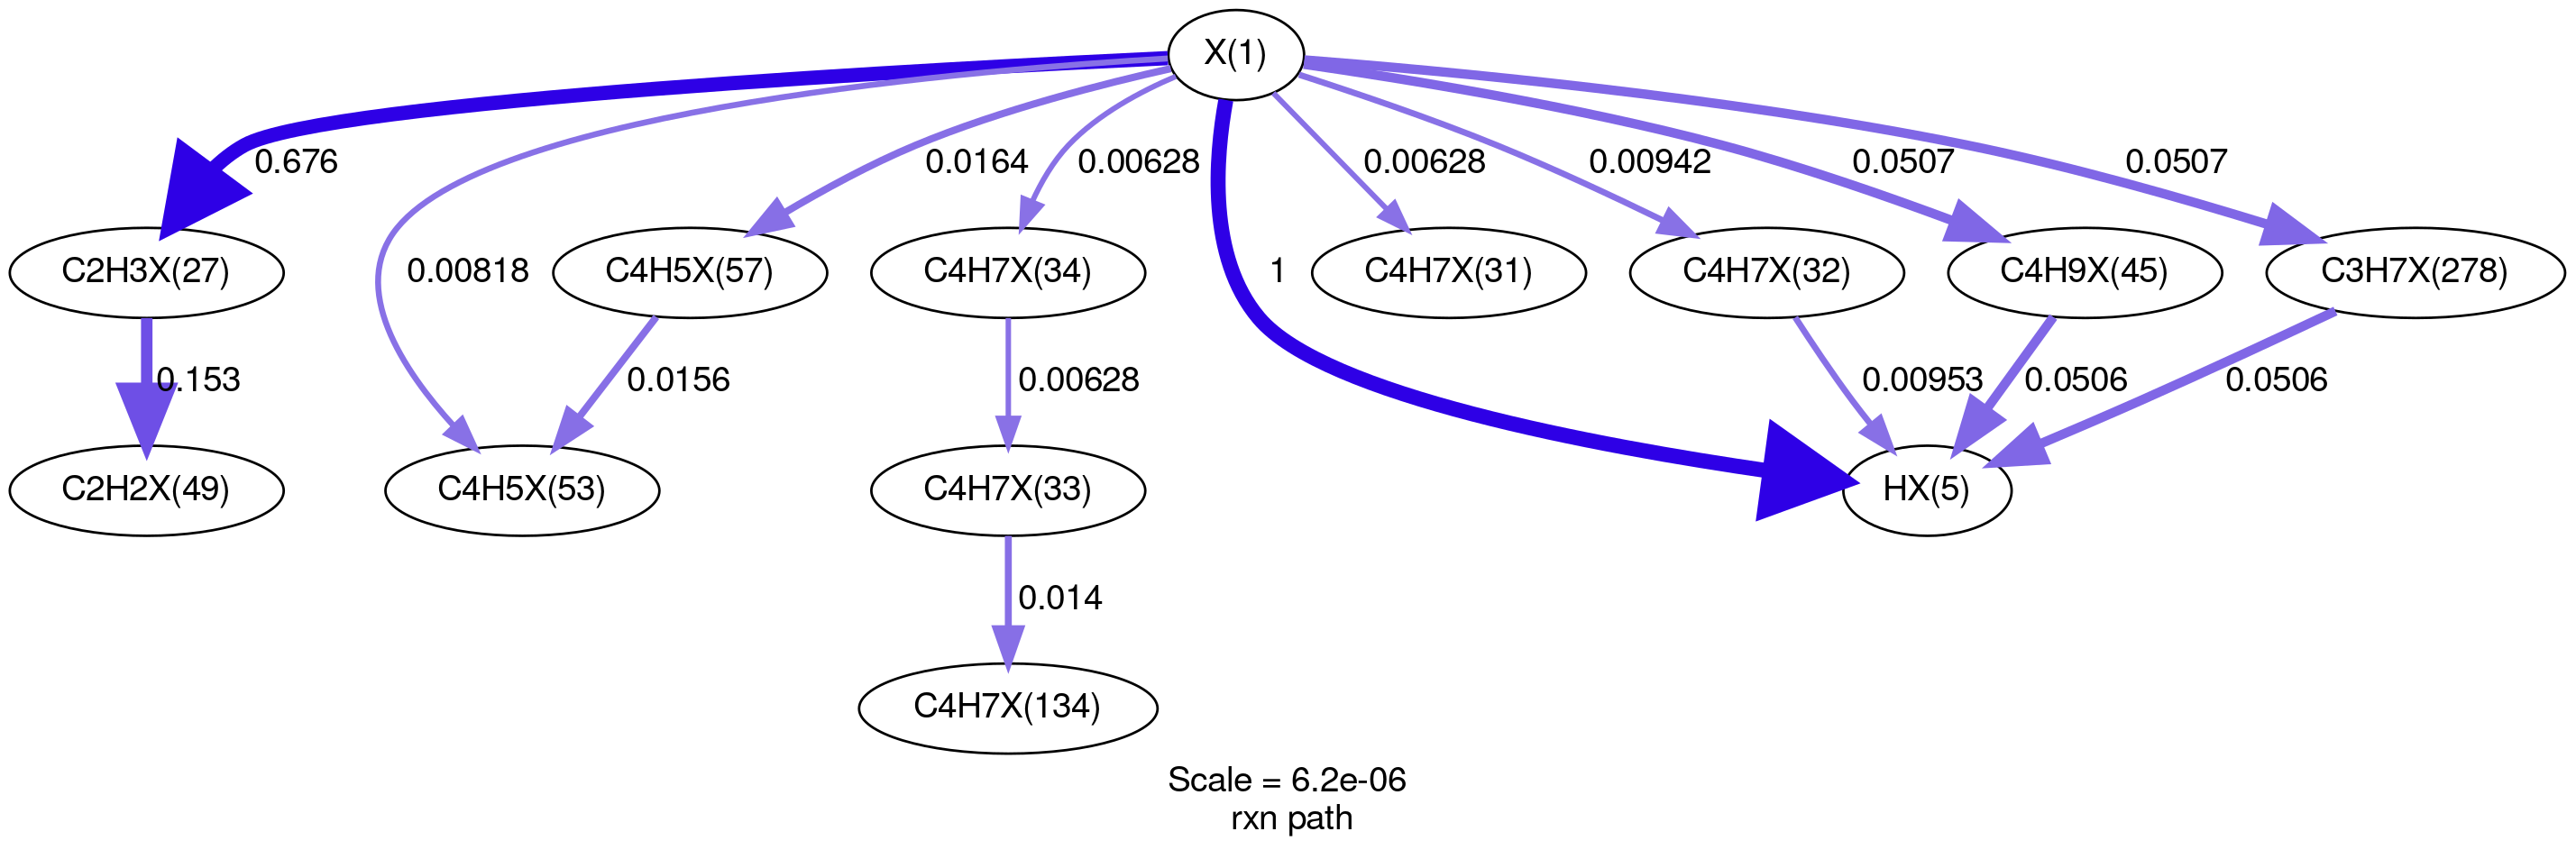 X(1)
0.676
0.0164
0.00628
0.00628
0.00942
0.0507
0.0507
C2H3X(27)
0.00818
C4H5X(57)
C4H7X(34)
1
C4H7X(31)
C4H7X(32)
C4H9X(45)
C3H7X(278)
0.153
0.0156
0.00628
0.00953
0.0506
0.0506
C2H2X(49)
C4H5X(53)
C4H7X(33)
HX(5)
0.014
C4H7X(134)
Scale = 6.2e-06
rxn path